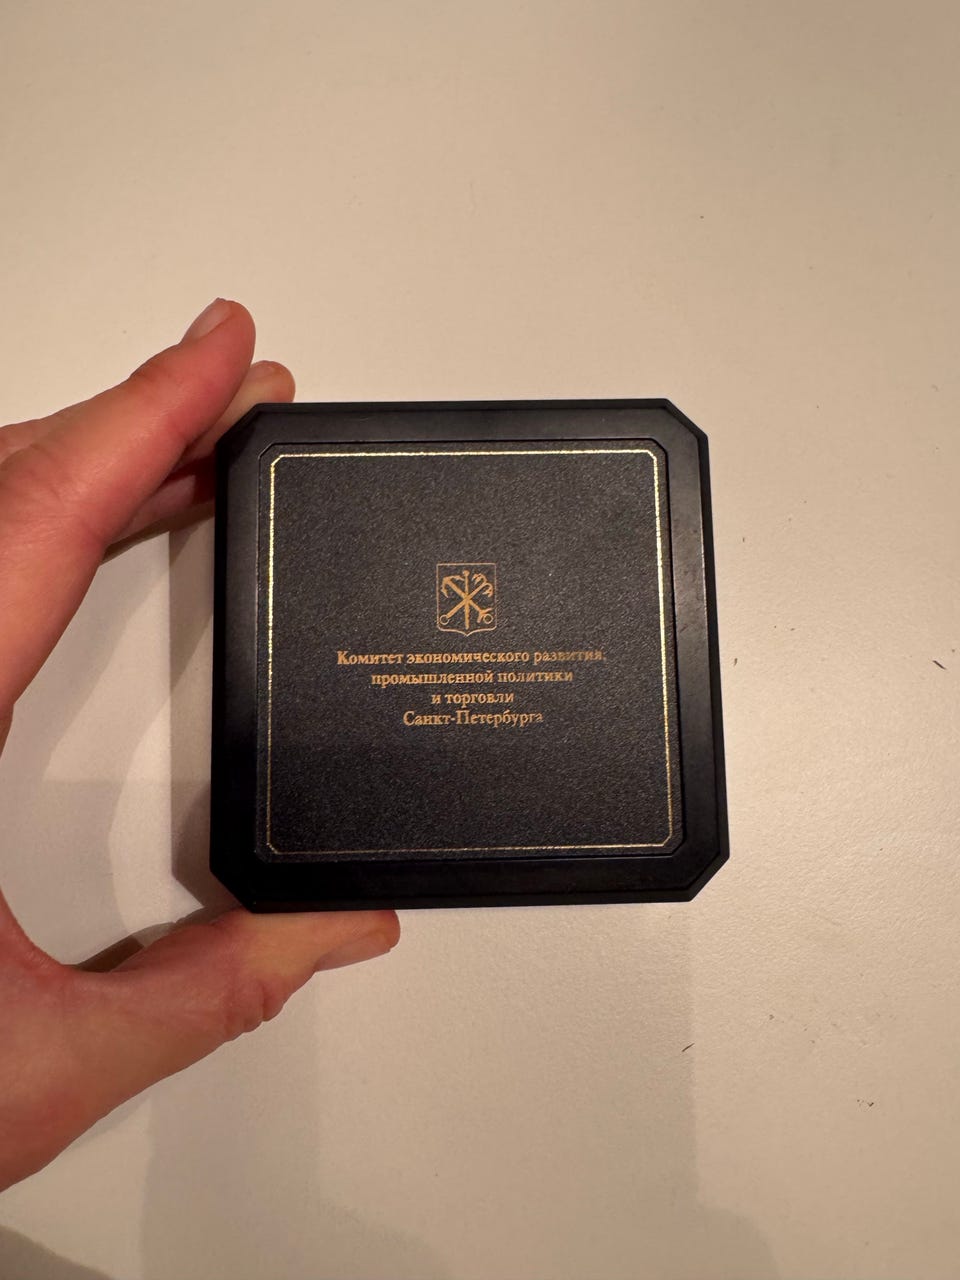 Комитет экономического развития,
промышленной политики
и торговли
Санкт-Петербурга